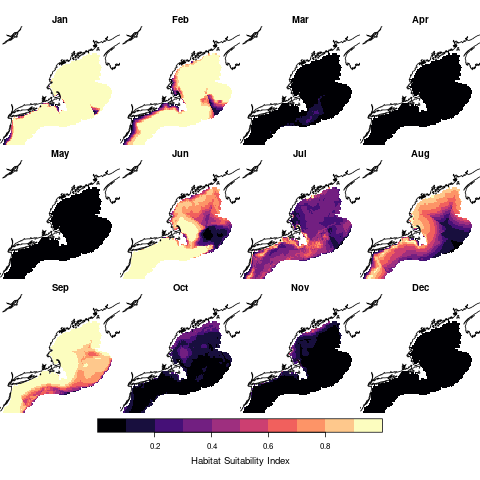 Jan Feb Mar Apr
May Jun Jul Aug
Sep Oct Nov Dec
0.2 0.4 0.6 0.8
Habitat Suitability Index